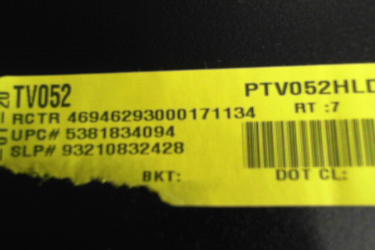 TV052 PTV052HLD
RCTR 46946293000171134 RT :7
UPC# 5381834094
SLP# 93210832428
BKT: DOT CL: